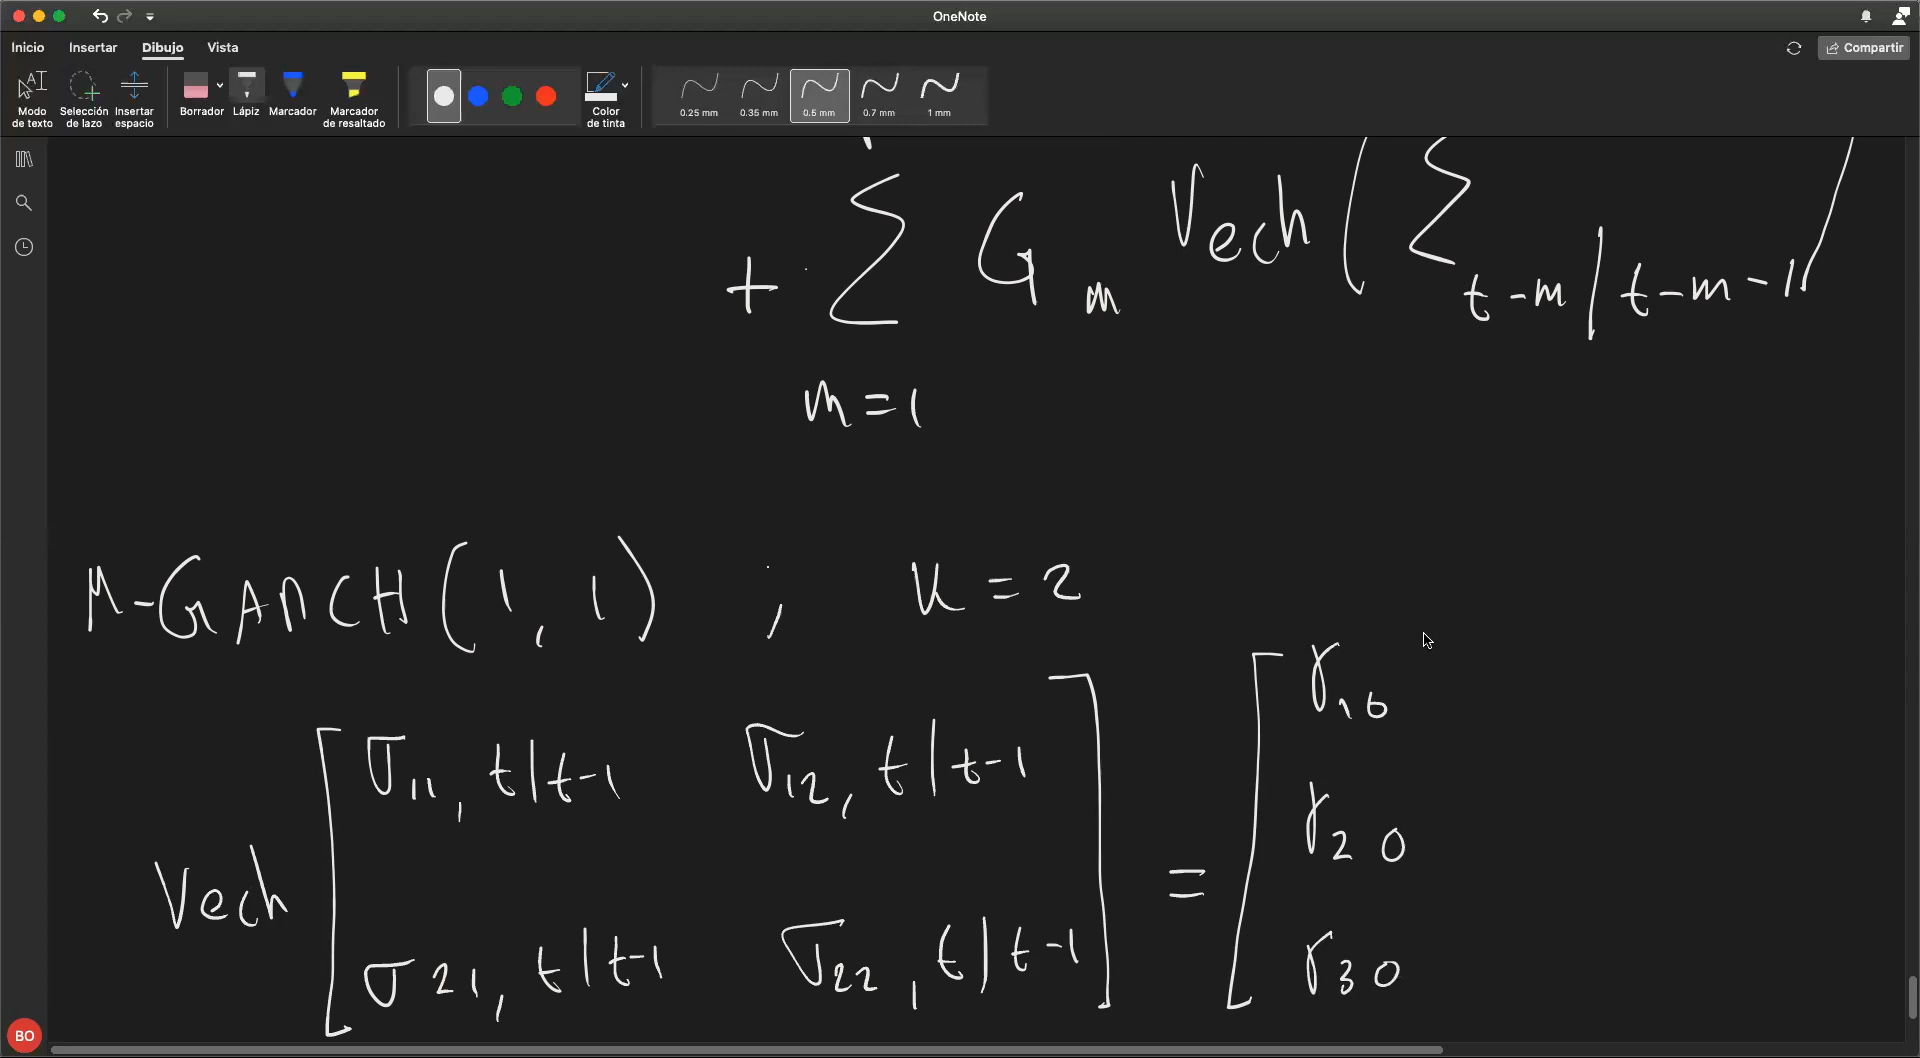 OneNote
Inicio Insertar Dibujo Vista Compartir
Modo de texto Selección de lazo Insertar espacio Borrador Lápiz Marcador Marcador de resaltado Color de tinta 0.25 mm 0.35 mm 0.5 mm 0.7 mm 1 mm
+ Σ G m Vech ( Σ t-m | t-m-1 )
m=1
M-GARCH (1, 1) ; K = 2
Vech [ σ11, t|t-1 σ12, t|t-1 = [ γ10
γ20
σ21, t|t-1 σ22, t|t-1 ] γ30
BO